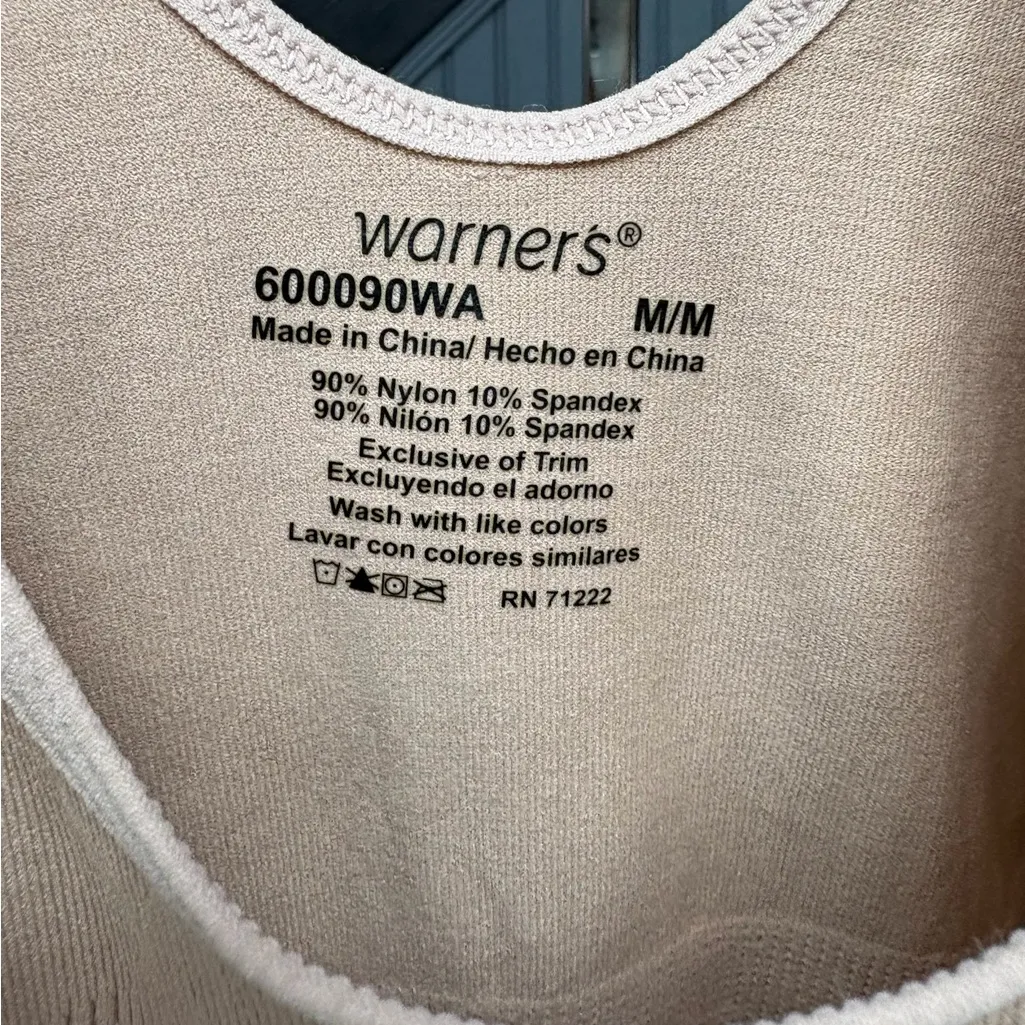 warner's®
600090WA M/M
Made in China/ Hecho en China
90% Nylon 10% Spandex
90% Nilón 10% Spandex
Exclusive of Trim
Excluyendo el adorno
Wash with like colors
Lavar con colores similares
RN 71222